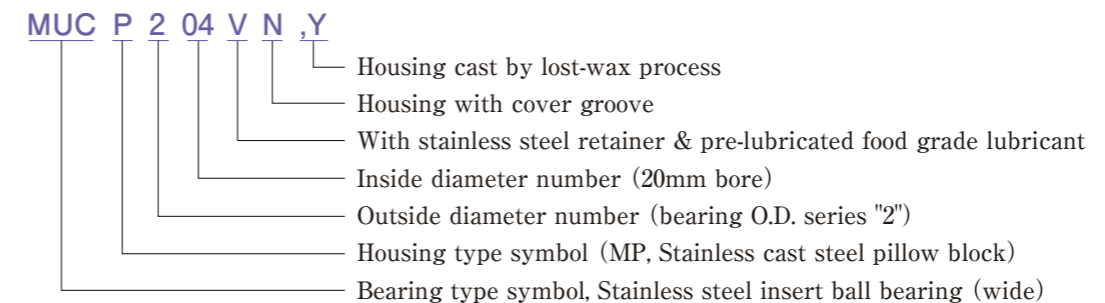 MUC P 2 04 V N ,Y
Housing cast by lost-wax process
Housing with cover groove
With stainless steel retainer & pre-lubricated food grade lubricant
Inside diameter number (20mm bore)
Outside diameter number (bearing O.D. series "2")
Housing type symbol (MP, Stainless cast steel pillow block)
Bearing type symbol, Stainless steel insert ball bearing (wide)